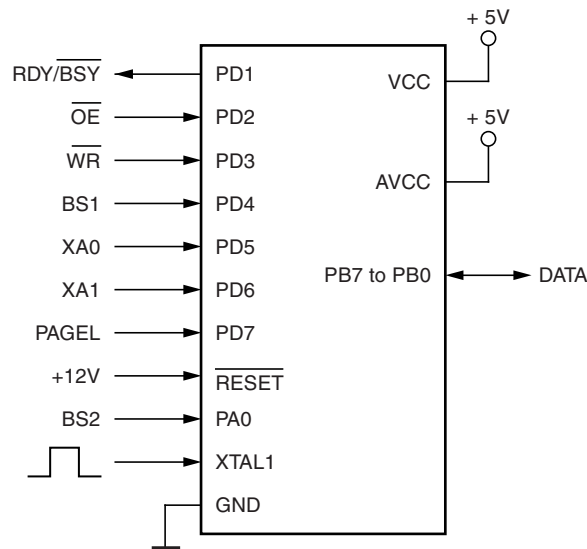 + 5V
RDY/BSY PD1
VCC
OE PD2
+ 5V
WR PD3
AVCC
BS1 PD4
XA0 PD5
PB7 to PB0 DATA
XA1 PD6
PAGEL PD7
+12V RESET
BS2 PA0
XTAL1
GND